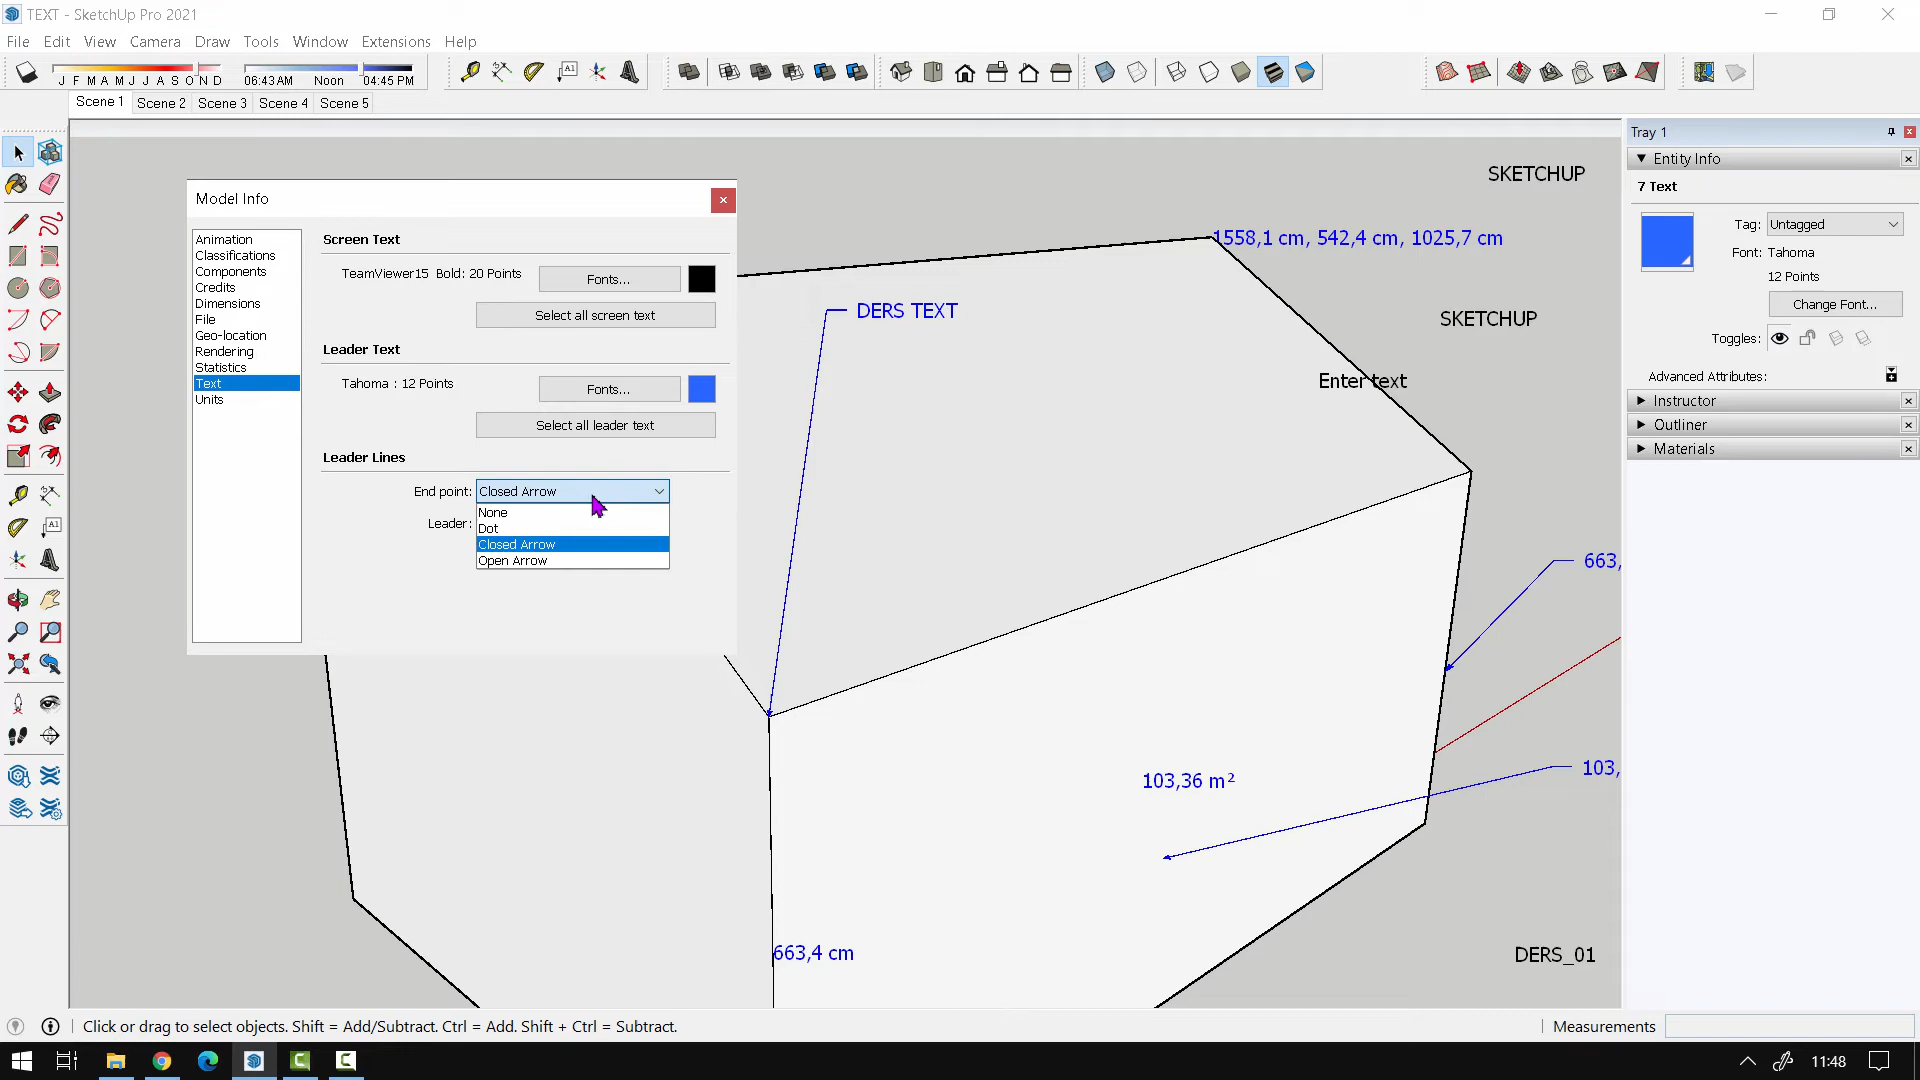 TEXT - SketchUp Pro 2021
File Edit View Camera Draw Tools Window Extensions Help
J F M A M J J A S O N D
06:43 AM Noon 04:45 PM
Scene 1 Scene 2 Scene 3 Scene 4 Scene 5
Model Info
Animation
Classifications
Components
Credits
Dimensions
File
Geo-location
Rendering
Statistics
Text
Units
Screen Text
TeamViewer15 Bold: 20 Points
Fonts...
Select all screen text
Leader Text
Tahoma : 12 Points
Fonts...
Select all leader text
Leader Lines
End point: Closed Arrow
None
Dot
Closed Arrow
Open Arrow
Leader:
SKETCHUP
1558,1 cm, 542,4 cm, 1025,7 cm
DERS TEXT
SKETCHUP
Enter text
663,
103,
103,36 m²
663,4 cm
DERS_01
Tray 1
Entity Info
7 Text
Tag: Untagged
Font: Tahoma
12 Points
Change Font...
Toggles:
Advanced Attributes:
Instructor
Outliner
Materials
Click or drag to select objects. Shift = Add/Subtract. Ctrl = Add. Shift + Ctrl = Subtract.
Measurements
11:48